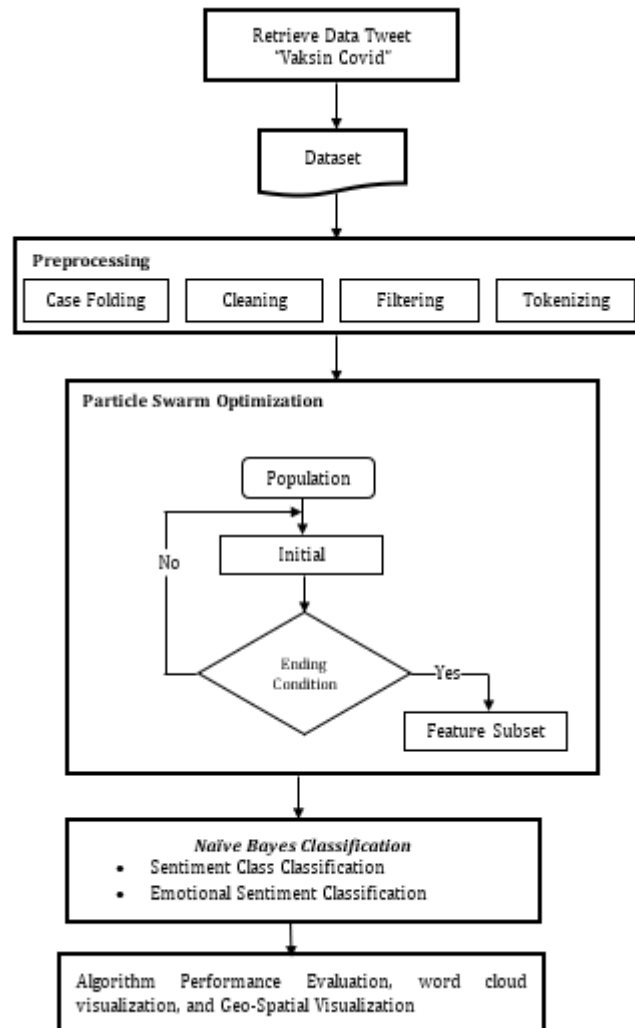 Retrieve Data Tweet
"Vaksin Covid"
Dataset
Preprocessing
Case Folding
Cleaning
Filtering
Tokenizing
Particle Swarm Optimization
Population
No
Initial
Ending
Condition
Yes
Feature Subset
Naïve Bayes Classification
• Sentiment Class Classification
• Emotional Sentiment Classification
Algorithm Performance Evaluation, word cloud
visualization, and Geo-Spatial Visualization